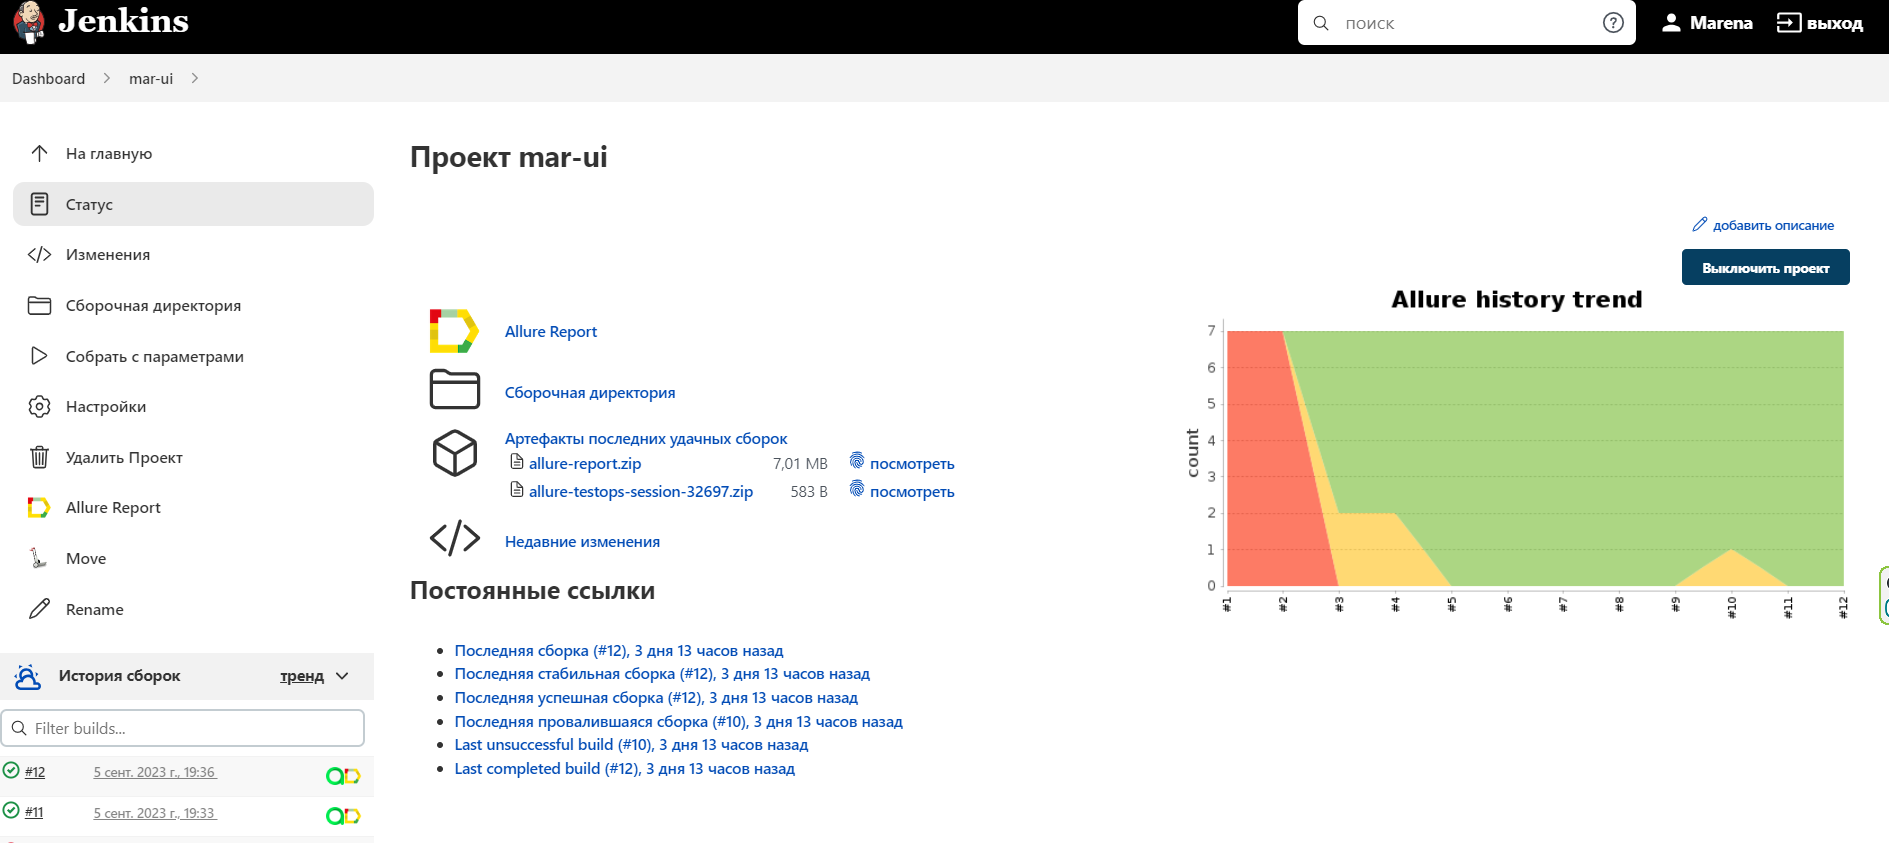 Jenkins
поиск
Marena
выход
Dashboard
mar-ui
На главную
Статус
Изменения
Сборочная директория
Собрать с параметрами
Настройки
Удалить Проект
Allure Report
Move
Rename
История сборок
тренд
Filter builds...
#12
5 сент. 2023 г., 19:36
#11
5 сент. 2023 г., 19:33
Проект mar-ui
добавить описание
Выключить проект
Allure Report
Сборочная директория
Артефакты последних удачных сборок
allure-report.zip 7,01 MB посмотреть
allure-testops-session-32697.zip 583 B посмотреть
Недавние изменения
Постоянные ссылки
Последняя сборка (#12), 3 дня 13 часов назад
Последняя стабильная сборка (#12), 3 дня 13 часов назад
Последняя успешная сборка (#12), 3 дня 13 часов назад
Последняя провалившаяся сборка (#10), 3 дня 13 часов назад
Last unsuccessful build (#10), 3 дня 13 часов назад
Last completed build (#12), 3 дня 13 часов назад
Allure history trend
count
7
6
5
4
3
2
1
0
#1 #2 #3 #4 #5 #6 #7 #8 #9 #10 #11 #12